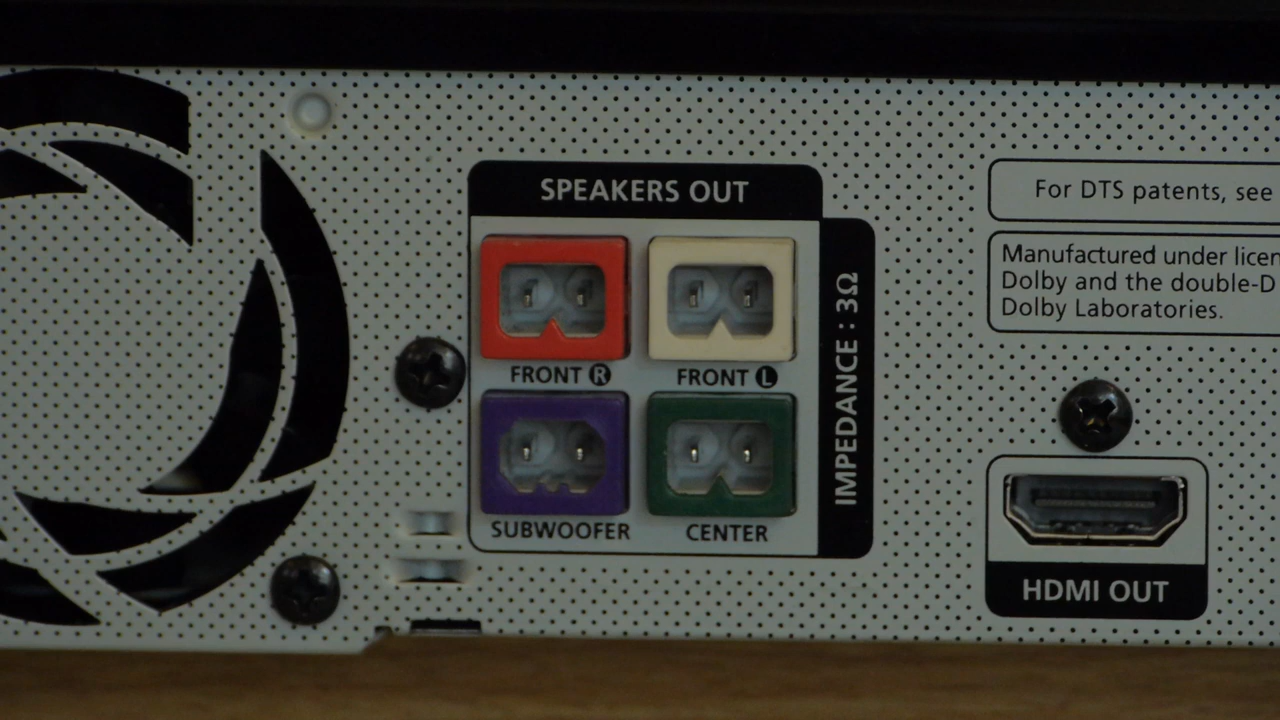 SPEAKERS OUT
FRONT R
FRONT L
SUBWOOFER
CENTER
IMPEDANCE : 3Ω
For DTS patents, see
Manufactured under licen
Dolby and the double-D
Dolby Laboratories.
HDMI OUT